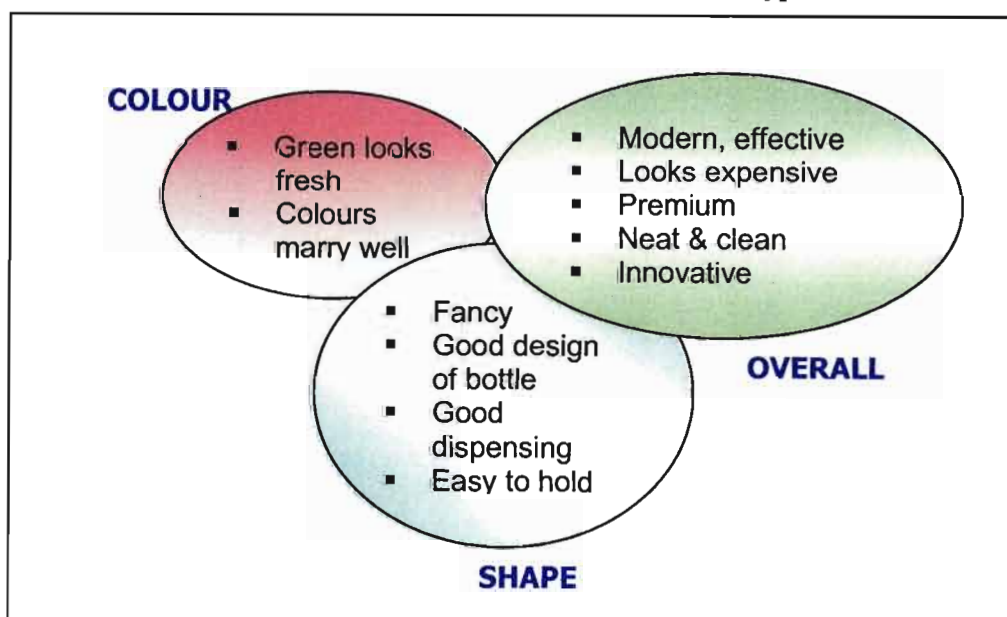 COLOUR
▪ Green looks
fresh
▪ Colours
marry well
▪ Modern, effective
▪ Looks expensive
▪ Premium
▪ Neat & clean
▪ Innovative
OVERALL
▪ Fancy
▪ Good design
of bottle
▪ Good
dispensing
▪ Easy to hold
SHAPE